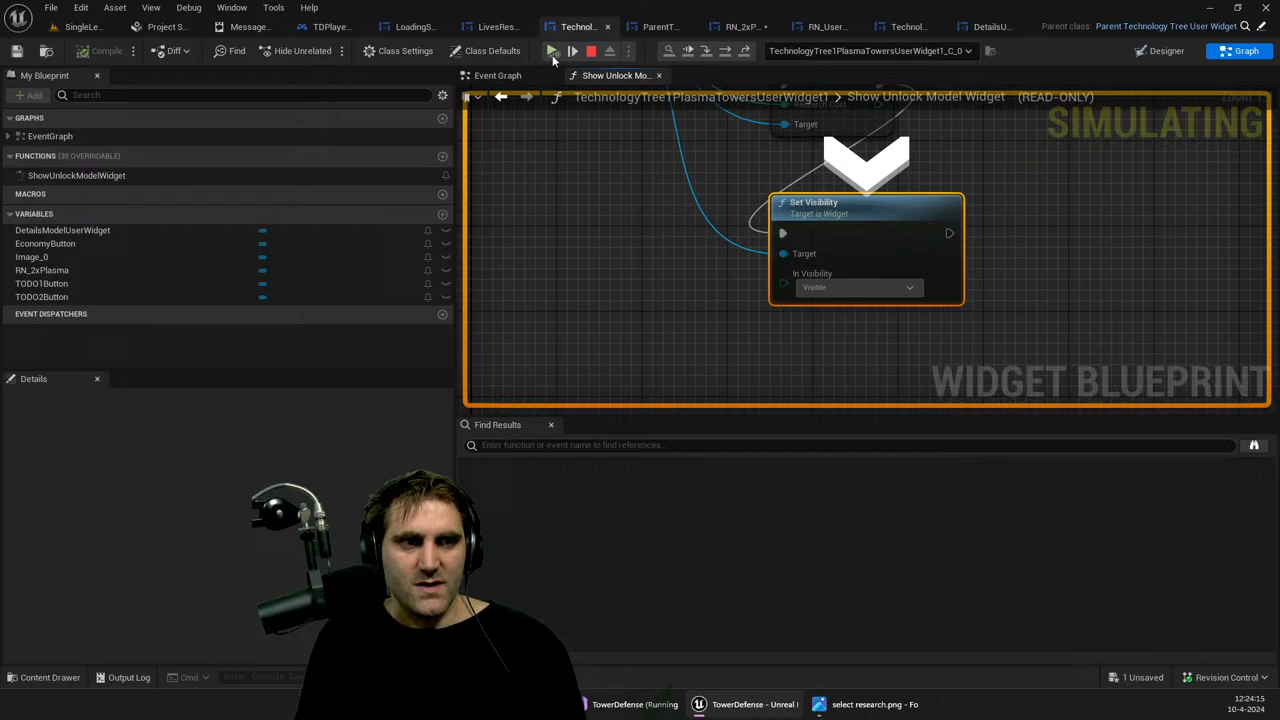 File Edit Asset View Debug Window Tools Help
SingleLe... Project S... Message... TDPlaye... LoadingS... LivesRes... Technol... ParentT... RN_2xP... RN_User... Technol... DetailsU... Parent class: Parent Technology Tree User Widget
Compile Diff Find Hide Unrelated Class Settings Class Defaults TechnologyTree1PlasmaTowersUserWidget1_C_0 Designer Graph
My Blueprint Event Graph Show Unlock Mo...
Add Search
TechnologyTree1PlasmaTowersUserWidget1 > Show Unlock Model Widget (READ-ONLY)
Research Cost
SIMULATING
GRAPHS
Target
EventGraph
FUNCTIONS (39 OVERRIDABLE)
ShowUnlockModelWidget
MACROS
Set Visibility
Target is Widget
VARIABLES
DetailsModelUserWidget
EconomyButton
Target
Image_0
RN_2xPlasma
In Visibility
TODO1Button
Visible
TODO2Button
EVENT DISPATCHERS
Details
WIDGET BLUEPRINT
Find Results
Enter function or event name to find references...
Content Drawer Output Log Cmd Enter Console Com 1 Unsaved Revision Control
TowerDefense (Running TowerDefense - Unreal select research.png - Fo
12:24:15
10-4-2024